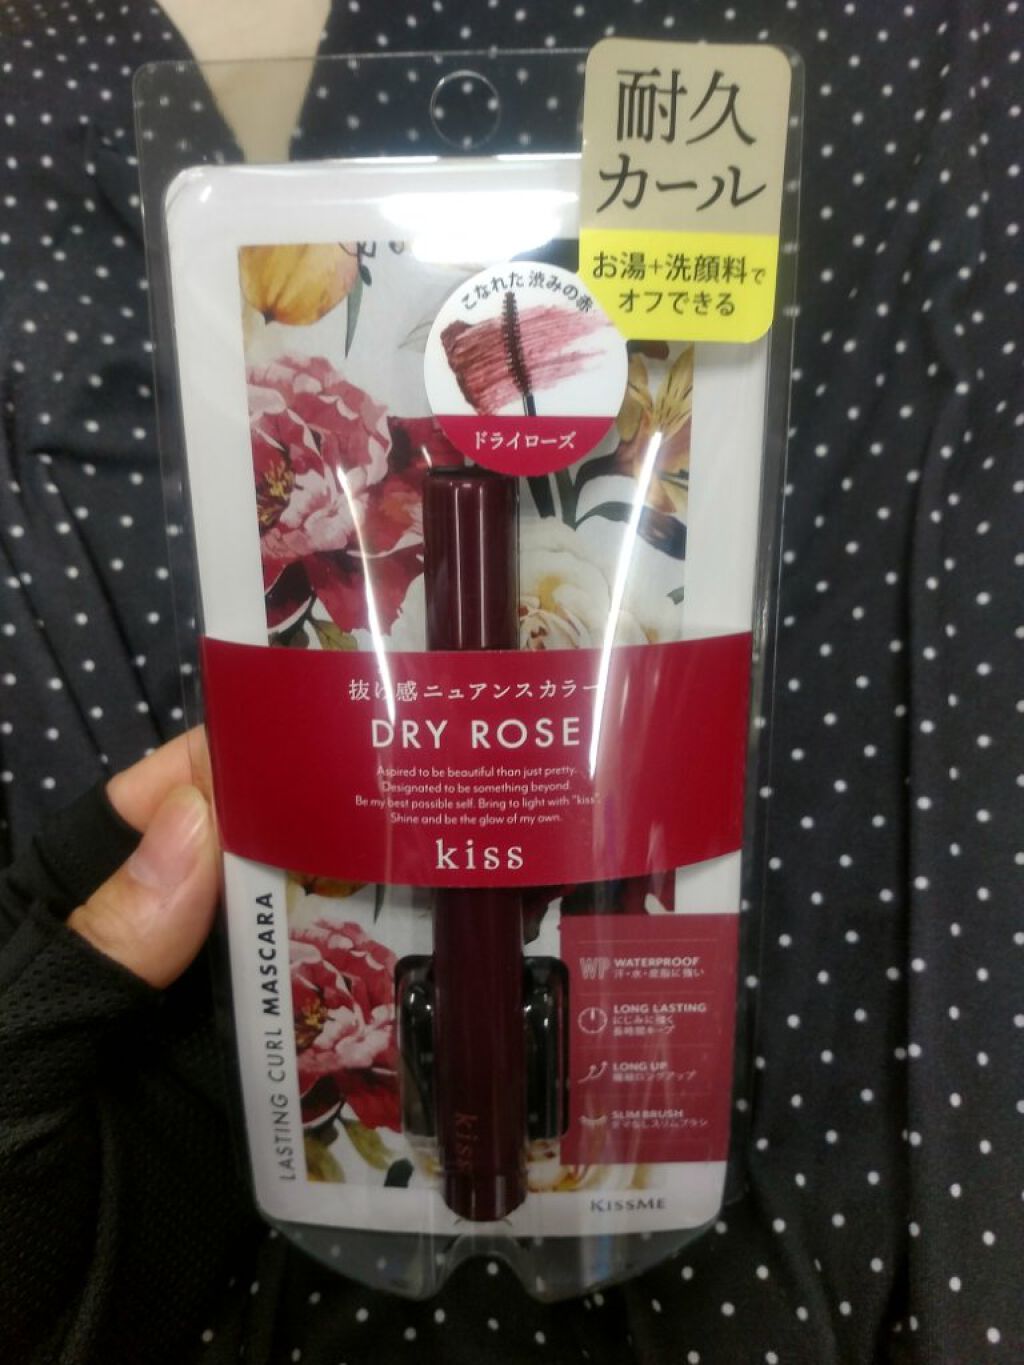 耐久
カール
お湯+洗顔料で
オフできる
こなれた渋みの赤
ドライローズ
抜け感ニュアンスカラー
DRY ROSE
Aspired to be beautiful than just pretty.
Designated to be something beyond.
Be my best possible self. Bring to light with "kiss".
Shine and be the glow of my own.
kiss
LASTING CURL MASCARA
WP WATERPROOF
汗・水・皮脂に強い
LONG LASTING
にじみに強く
長時間キープ
LONG UP
繊細ロングアップ
SLIM BRUSH
ダマなしスリムブラシ
kiss
KISSME